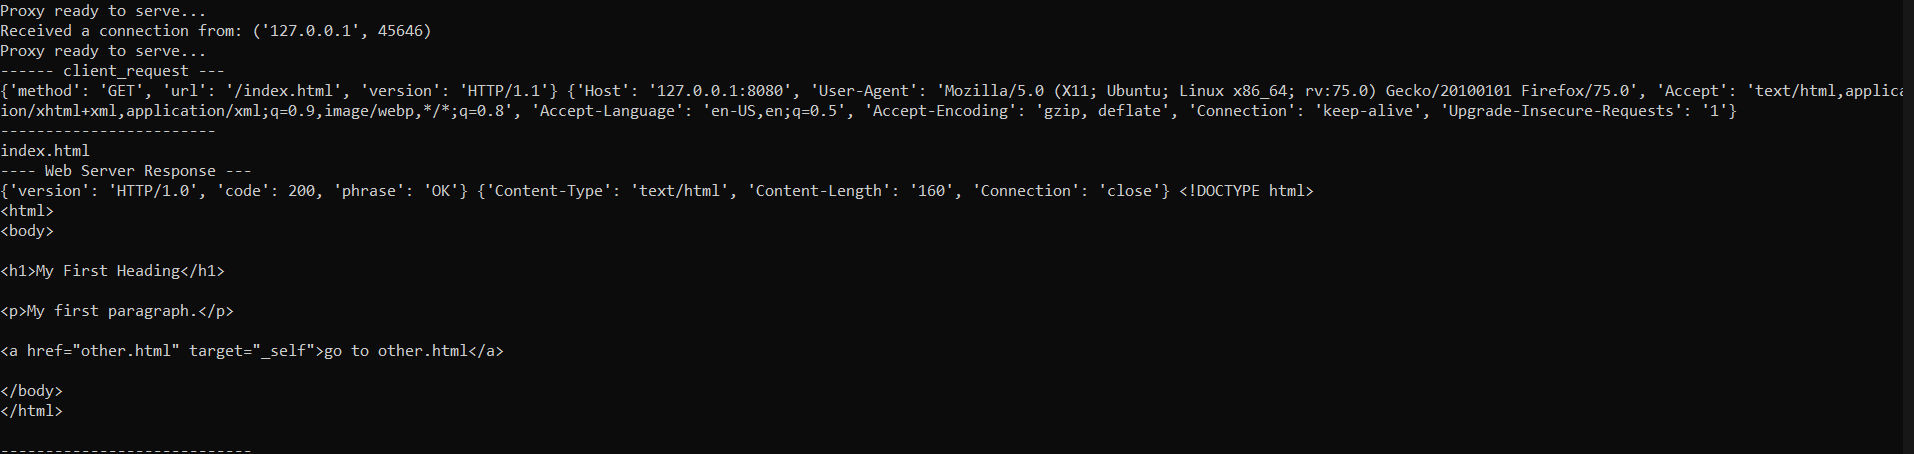 Proxy ready to serve...
Received a connection from: ('127.0.0.1', 45646)
Proxy ready to serve...
------ client_request ---
{'method': 'GET', 'url': '/index.html', 'version': 'HTTP/1.1'} {'Host': '127.0.0.1:8080', 'User-Agent': 'Mozilla/5.0 (X11; Ubuntu; Linux x86_64; rv:75.0) Gecko/20100101 Firefox/75.0', 'Accept': 'text/html,applica
ion/xhtml+xml,application/xml;q=0.9,image/webp,*/*;q=0.8', 'Accept-Language': 'en-US,en;q=0.5', 'Accept-Encoding': 'gzip, deflate', 'Connection': 'keep-alive', 'Upgrade-Insecure-Requests': '1'}
------------------------
index.html
---- Web Server Response ---
{'version': 'HTTP/1.0', 'code': 200, 'phrase': 'OK'} {'Content-Type': 'text/html', 'Content-Length': '160', 'Connection': 'close'} <!DOCTYPE html>
<html>
<body>
<h1>My First Heading</h1>
<p>My first paragraph.</p>
<a href="other.html" target="_self">go to other.html</a>
</body>
</html>
----------------------------